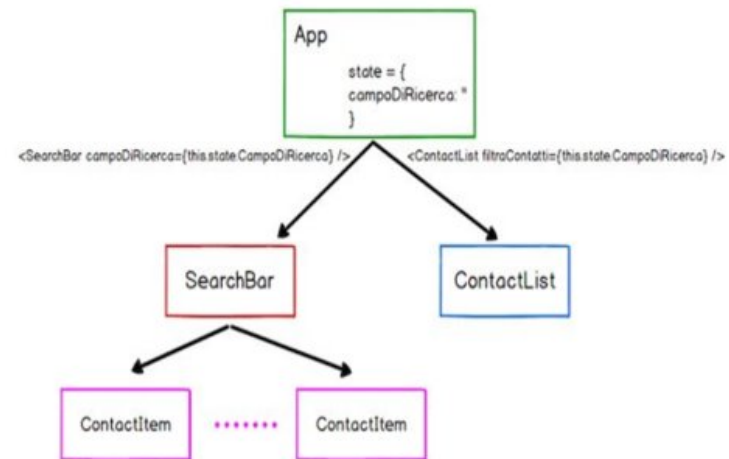 App
state = {
campoDiRicerca: "
}
<SearchBar campoDiRicerca={this.state.CampoDiRicerca} />
<ContactList filtraContatti={this.state.CampoDiRicerca} />
SearchBar
ContactList
ContactItem
ContactItem